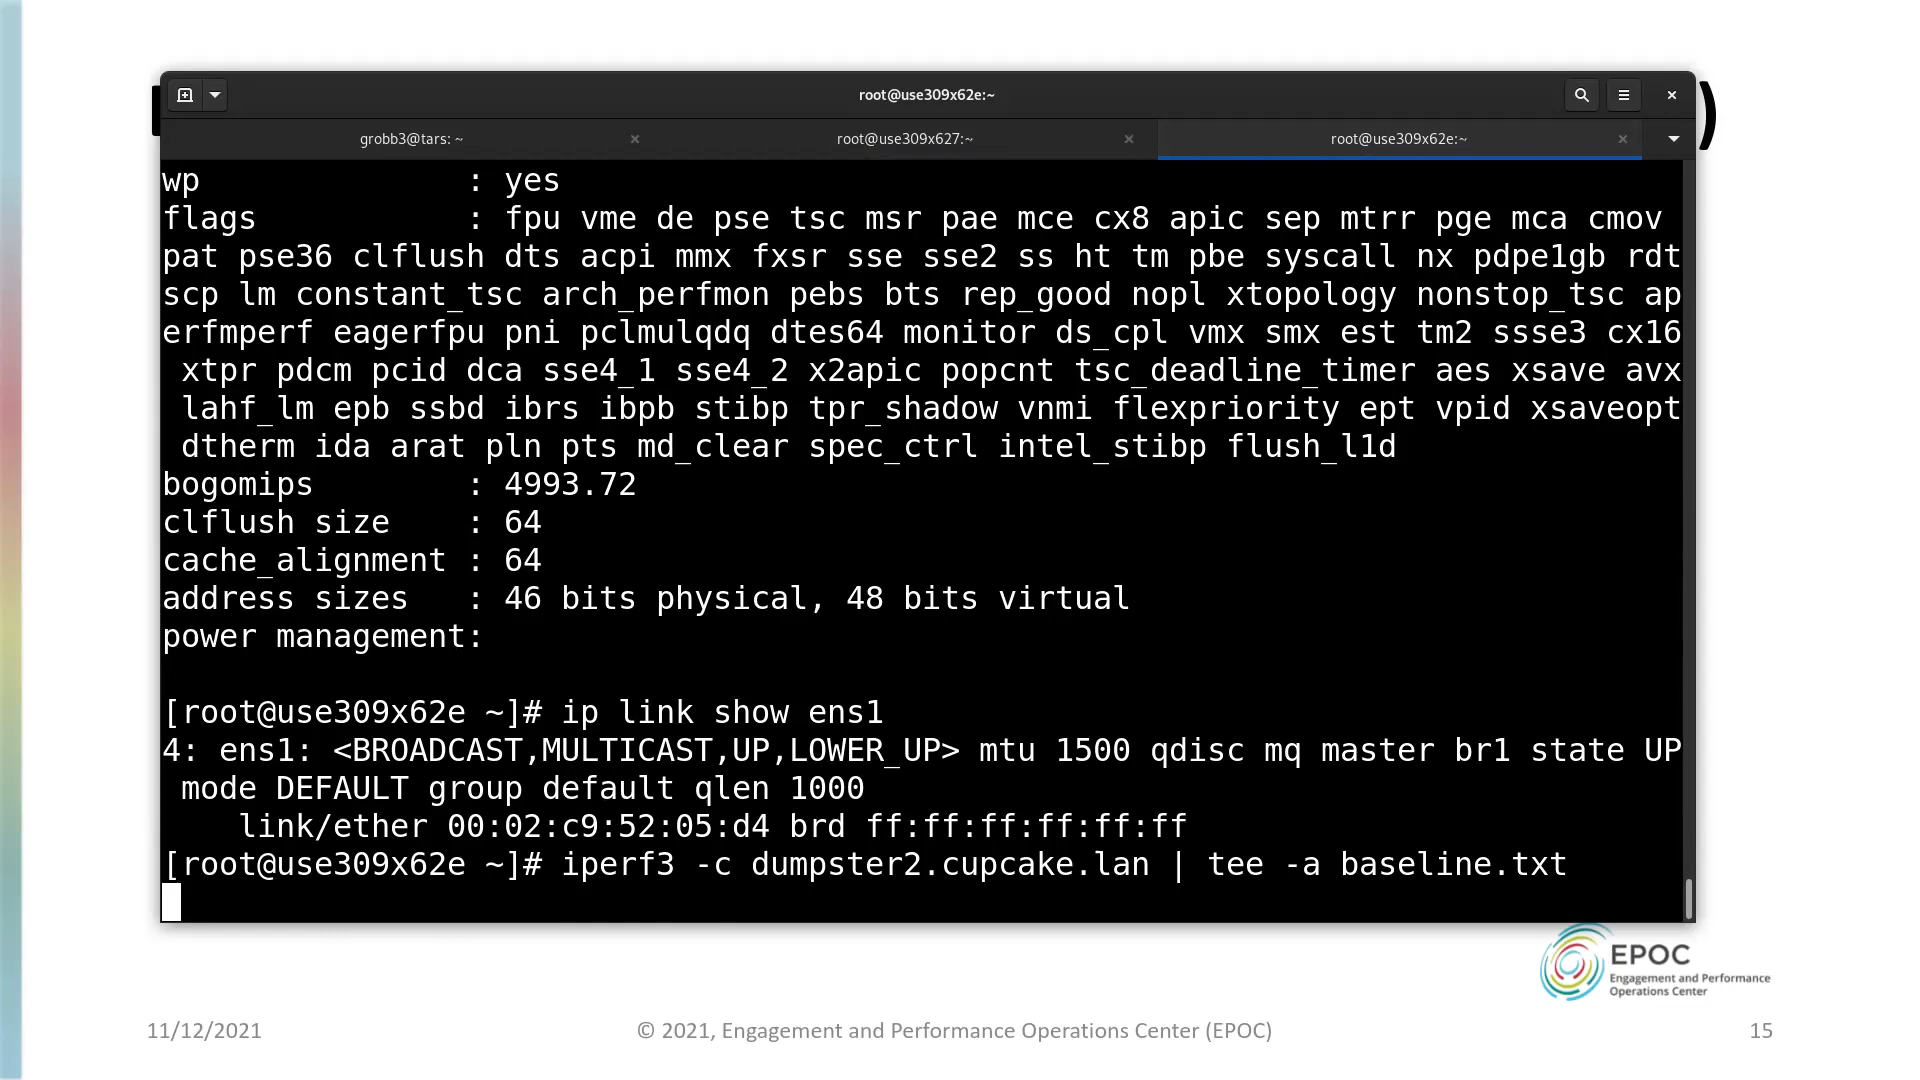 root@use309x62e:~
grobb3@tars: ~
root@use309x627:~
root@use309x62e:~
)
wp              : yes
flags           : fpu vme de pse tsc msr pae mce cx8 apic sep mtrr pge mca cmov
pat pse36 clflush dts acpi mmx fxsr sse sse2 ss ht tm pbe syscall nx pdpe1gb rdt
scp lm constant_tsc arch_perfmon pebs bts rep_good nopl xtopology nonstop_tsc ap
erfmperf eagerfpu pni pclmulqdq dtes64 monitor ds_cpl vmx smx est tm2 ssse3 cx16
 xtpr pdcm pcid dca sse4_1 sse4_2 x2apic popcnt tsc_deadline_timer aes xsave avx
 lahf_lm epb ssbd ibrs ibpb stibp tpr_shadow vnmi flexpriority ept vpid xsaveopt
 dtherm ida arat pln pts md_clear spec_ctrl intel_stibp flush_l1d
bogomips        : 4993.72
clflush size    : 64
cache_alignment : 64
address sizes   : 46 bits physical, 48 bits virtual
power management:
[root@use309x62e ~]# ip link show ens1
4: ens1: <BROADCAST,MULTICAST,UP,LOWER_UP> mtu 1500 qdisc mq master br1 state UP
 mode DEFAULT group default qlen 1000
    link/ether 00:02:c9:52:05:d4 brd ff:ff:ff:ff:ff:ff
[root@use309x62e ~]# iperf3 -c dumpster2.cupcake.lan | tee -a baseline.txt
EPOC
Engagement and Performance
Operations Center
11/12/2021
© 2021, Engagement and Performance Operations Center (EPOC)
15